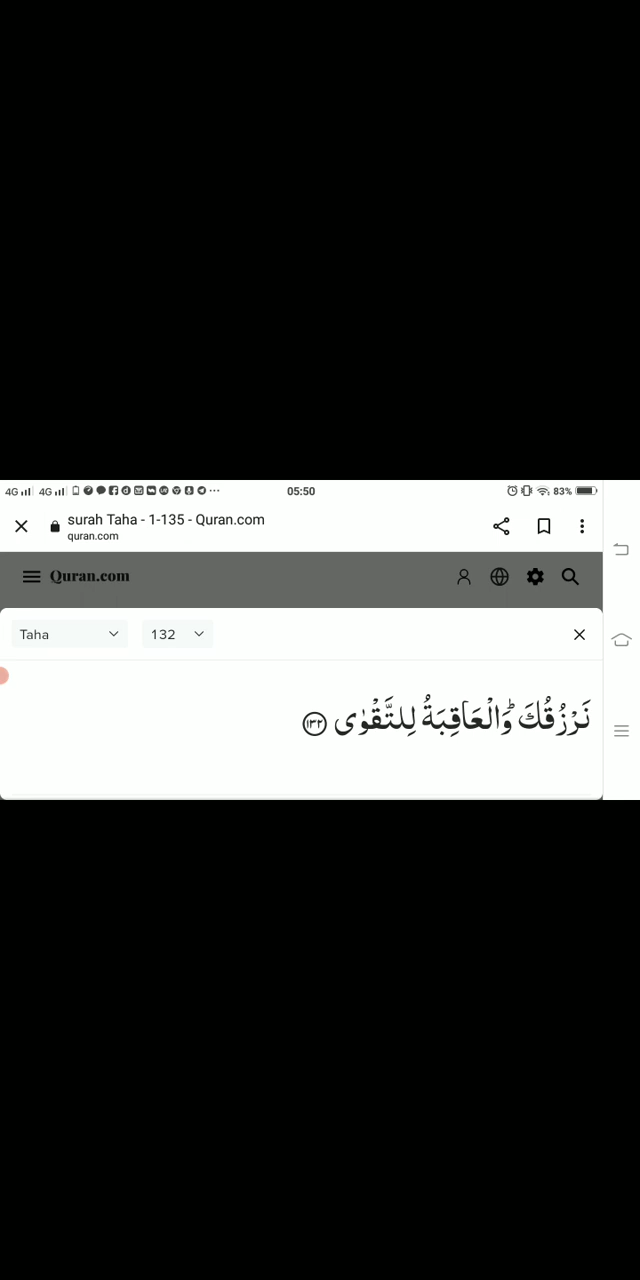 4G 4G 05:50 83%
surah Taha - 1-135 - Quran.com
quran.com
Quran.com
Taha 132
نَرْزُقُكَ ؕ وَالْعَاقِبَةُ لِلتَّقْوٰى ﴿۱۳۲﴾